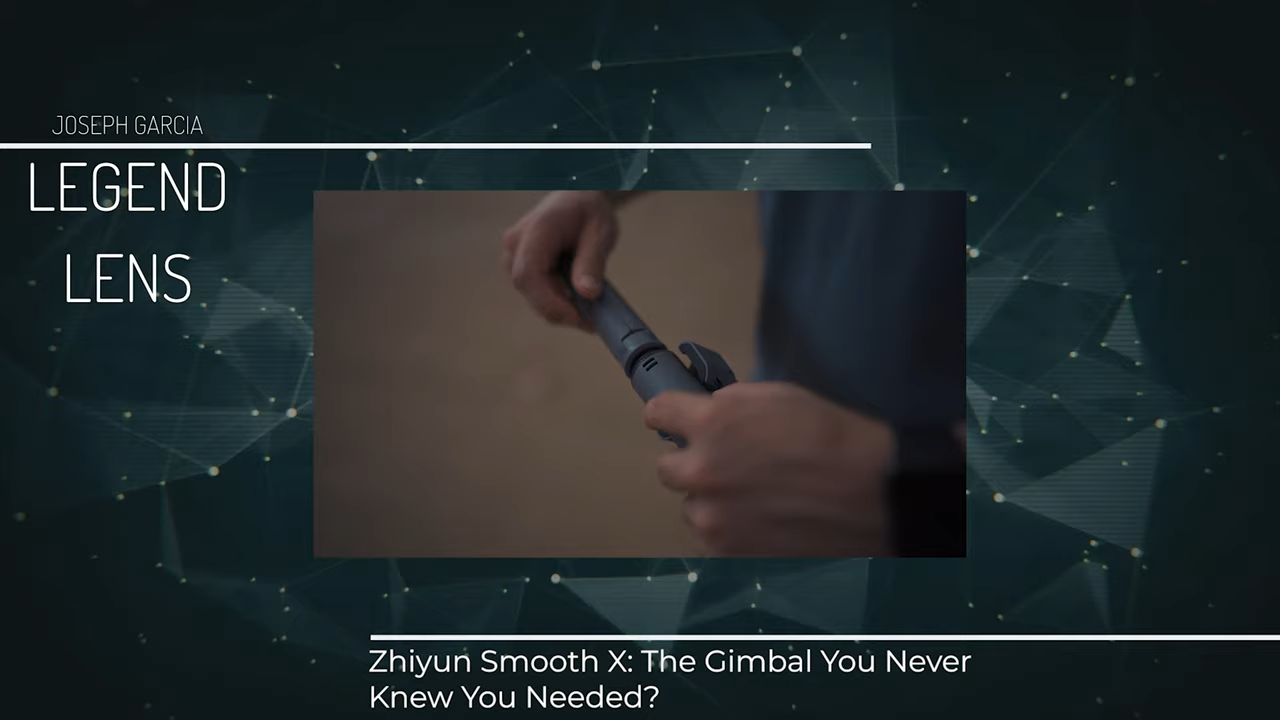 JOSEPH GARCIA
LEGEND
LENS
Zhiyun Smooth X: The Gimbal You Never
Knew You Needed?